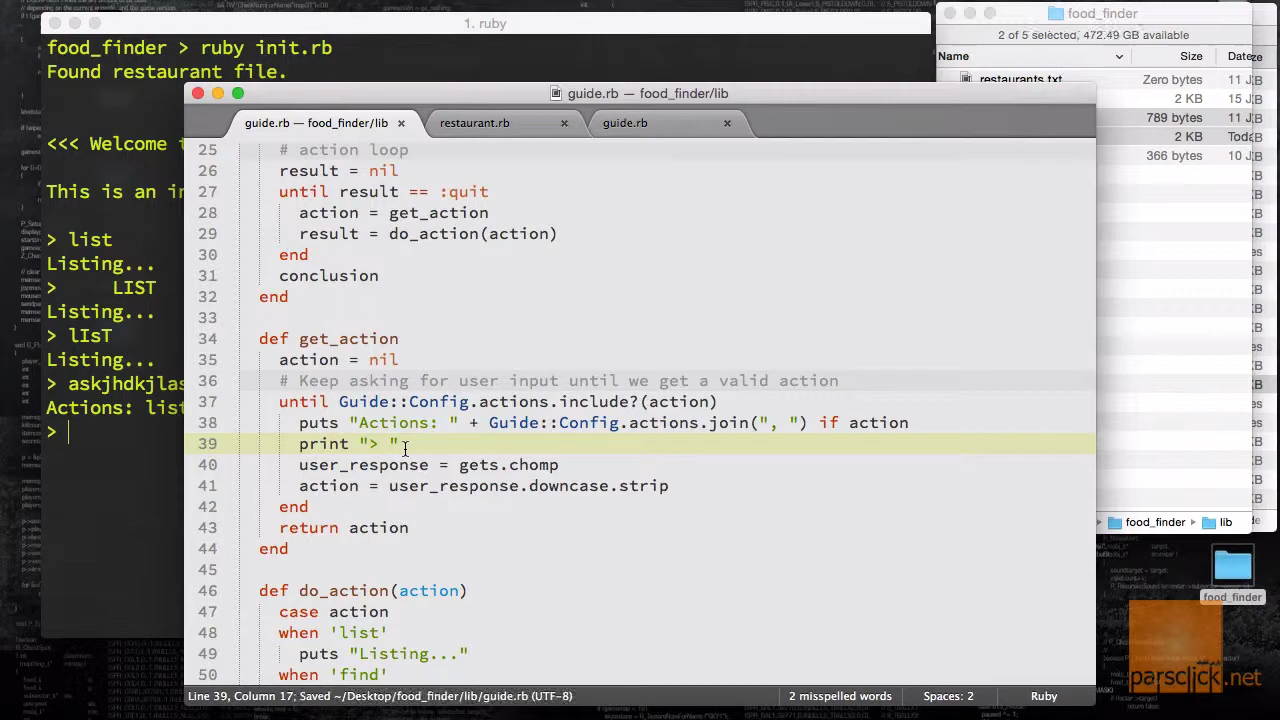 1. ruby
food_finder
food_finder > ruby init.rb
Found restaurant file.
<<< Welcome
This is an
> list
Listing...
> LIST
Listing...
> lIsT
Listing...
> askjhdkjlas
Actions: list
>
2 of 5 selected, 472.49 GB available
Name Size Date
restaurants.txt Zero bytes 11 J
2 KB 15 J
789 bytes 11 J
2 KB Toda
366 bytes 10 J
guide.rb — food_finder/lib
guide.rb — food_finder/lib × restaurant.rb × guide.rb ×
25 # action loop
26 result = nil
27 until result == :quit
28 action = get_action
29 result = do_action(action)
30 end
31 conclusion
32 end
33
34 def get_action
35 action = nil
36 # Keep asking for user input until we get a valid action
37 until Guide::Config.actions.include?(action)
38 puts "Actions: " + Guide::Config.actions.join(", ") if action
39 print "> "
40 user_response = gets.chomp
41 action = user_response.downcase.strip
42 end
43 return action
44 end
45
46 def do_action(action)
47 case action
48 when 'list'
49 puts "Listing..."
50 when 'find'
Line 39, Column 17; Saved ~/Desktop/food_finder/lib/guide.rb (UTF-8) 2 misspelled words Spaces: 2 Ruby
food_finder > lib
food_finder
parsclick.net